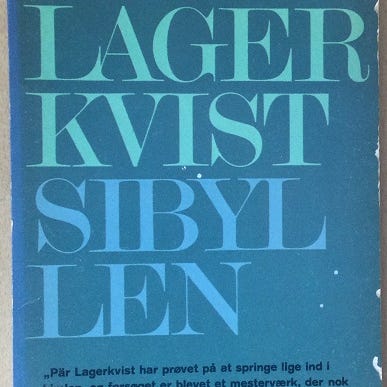 LAGER
KVIST
SIBYL
LEN
„Pär Lagerkvist har prøvet på at springe lige ind i
og forsøget er blevet et mesterværk, der nok